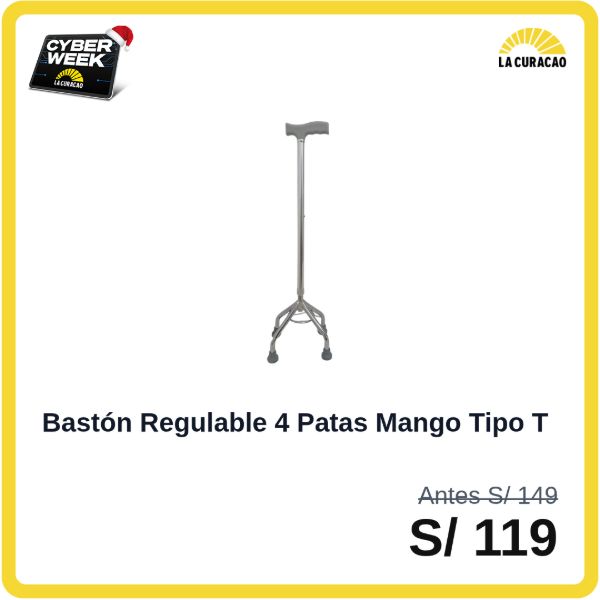 CYBER
WEEK
LA CURACAO
LA CURACAO
Bastón Regulable 4 Patas Mango Tipo T
Antes S/ 149
S/ 119